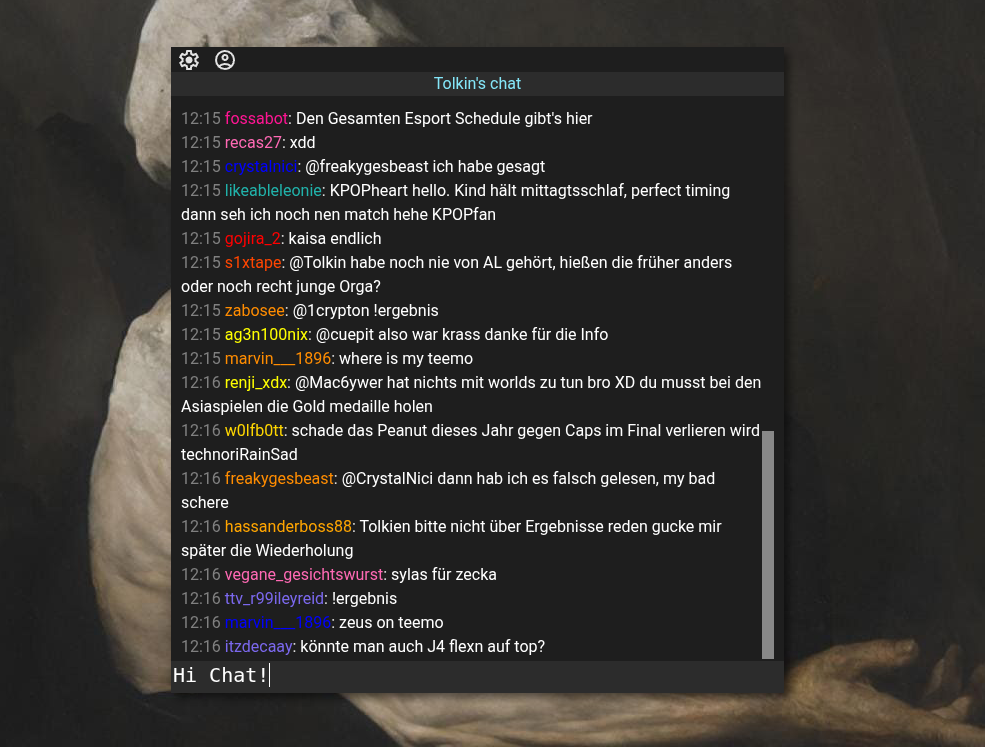 Tolkin's chat
12:15 fossabot: Den Gesamten Esport Schedule gibt's hier
12:15 recas27: xdd
12:15 crystalnici: @freakygesbeast ich habe gesagt
12:15 likeableleonie: KPOPheart hello. Kind hält mittagtsschlaf, perfect timing
dann seh ich noch nen match hehe KPOPfan
12:15 gojira_2: kaisa endlich
12:15 s1xtape: @Tolkin habe noch nie von AL gehört, hießen die früher anders
oder noch recht junge Orga?
12:15 zabosee: @1crypton !ergebnis
12:15 ag3n100nix: @cuepit also war krass danke für die Info
12:15 marvin___1896: where is my teemo
12:16 renji_xdx: @Mac6ywer hat nichts mit worlds zu tun bro XD du musst bei den
Asiaspielen die Gold medaille holen
12:16 w0lfb0tt: schade das Peanut dieses Jahr gegen Caps im Final verlieren wird
technoriRainSad
12:16 freakygesbeast: @CrystalNici dann hab ich es falsch gelesen, my bad
schere
12:16 hassanderboss88: Tolkien bitte nicht über Ergebnisse reden gucke mir
später die Wiederholung
12:16 vegane_gesichtswurst: sylas für zecka
12:16 ttv_r99ileyreid: !ergebnis
12:16 marvin___1896: zeus on teemo
12:16 itzdecaay: könnte man auch J4 flexn auf top?
Hi Chat!